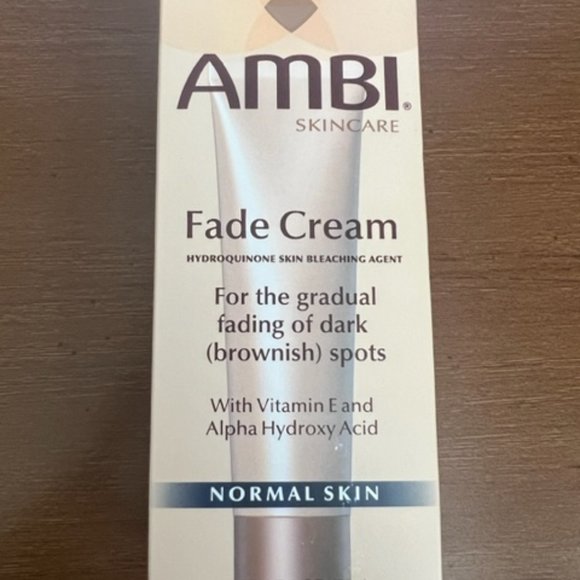 AMBI®
SKINCARE
Fade Cream
HYDROQUINONE SKIN BLEACHING AGENT
For the gradual
fading of dark
(brownish) spots
With Vitamin E and
Alpha Hydroxy Acid
NORMAL SKIN